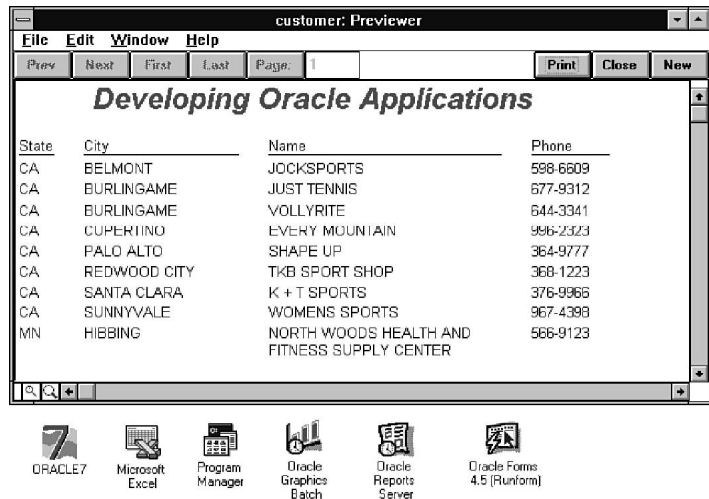 customer: Previewer
File Edit Window Help
Prev Next First Last Page: 1 Print Close New
Developing Oracle Applications
State City Name Phone
CA BELMONT JOCKSPORTS 598-6609
CA BURLINGAME JUST TENNIS 677-9312
CA BURLINGAME VOLLYRITE 644-3341
CA CUPERTINO EVERY MOUNTAIN 996-2323
CA PALO ALTO SHAPE UP 364-9777
CA REDWOOD CITY TKB SPORT SHOP 368-1223
CA SANTA CLARA K + T SPORTS 376-9966
CA SUNNYVALE WOMENS SPORTS 967-4398
MN HIBBING NORTH WOODS HEALTH AND 566-9123
FITNESS SUPPLY CENTER
7
ORACLE7 Microsoft Program Oracle Oracle Oracle Forms
Excel Manager Graphics Reports 4.5 (Runform)
Batch Server